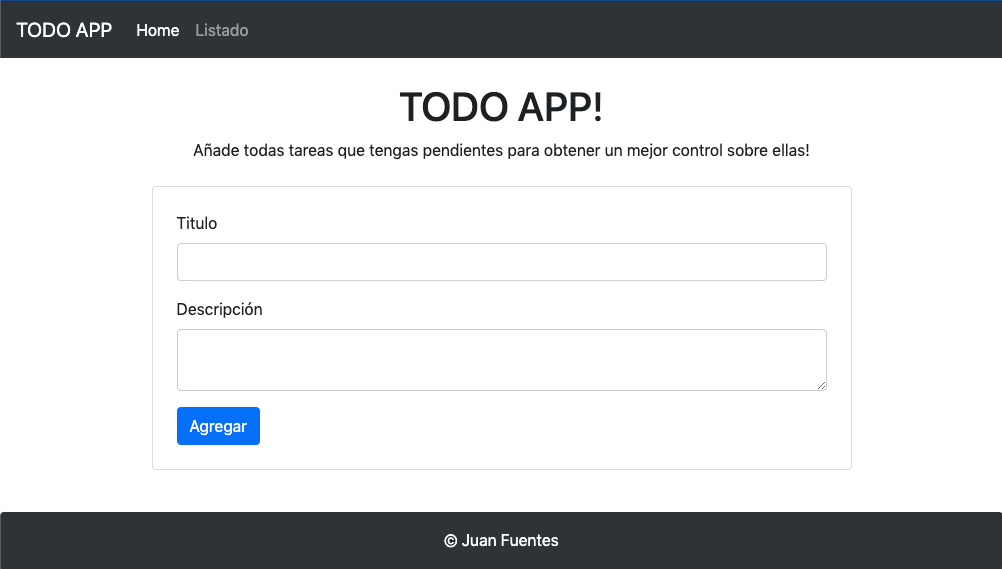 TODO APP Home Listado
TODO APP!
Añade todas tareas que tengas pendientes para obtener un mejor control sobre ellas!
Titulo
Descripción
Agregar
© Juan Fuentes